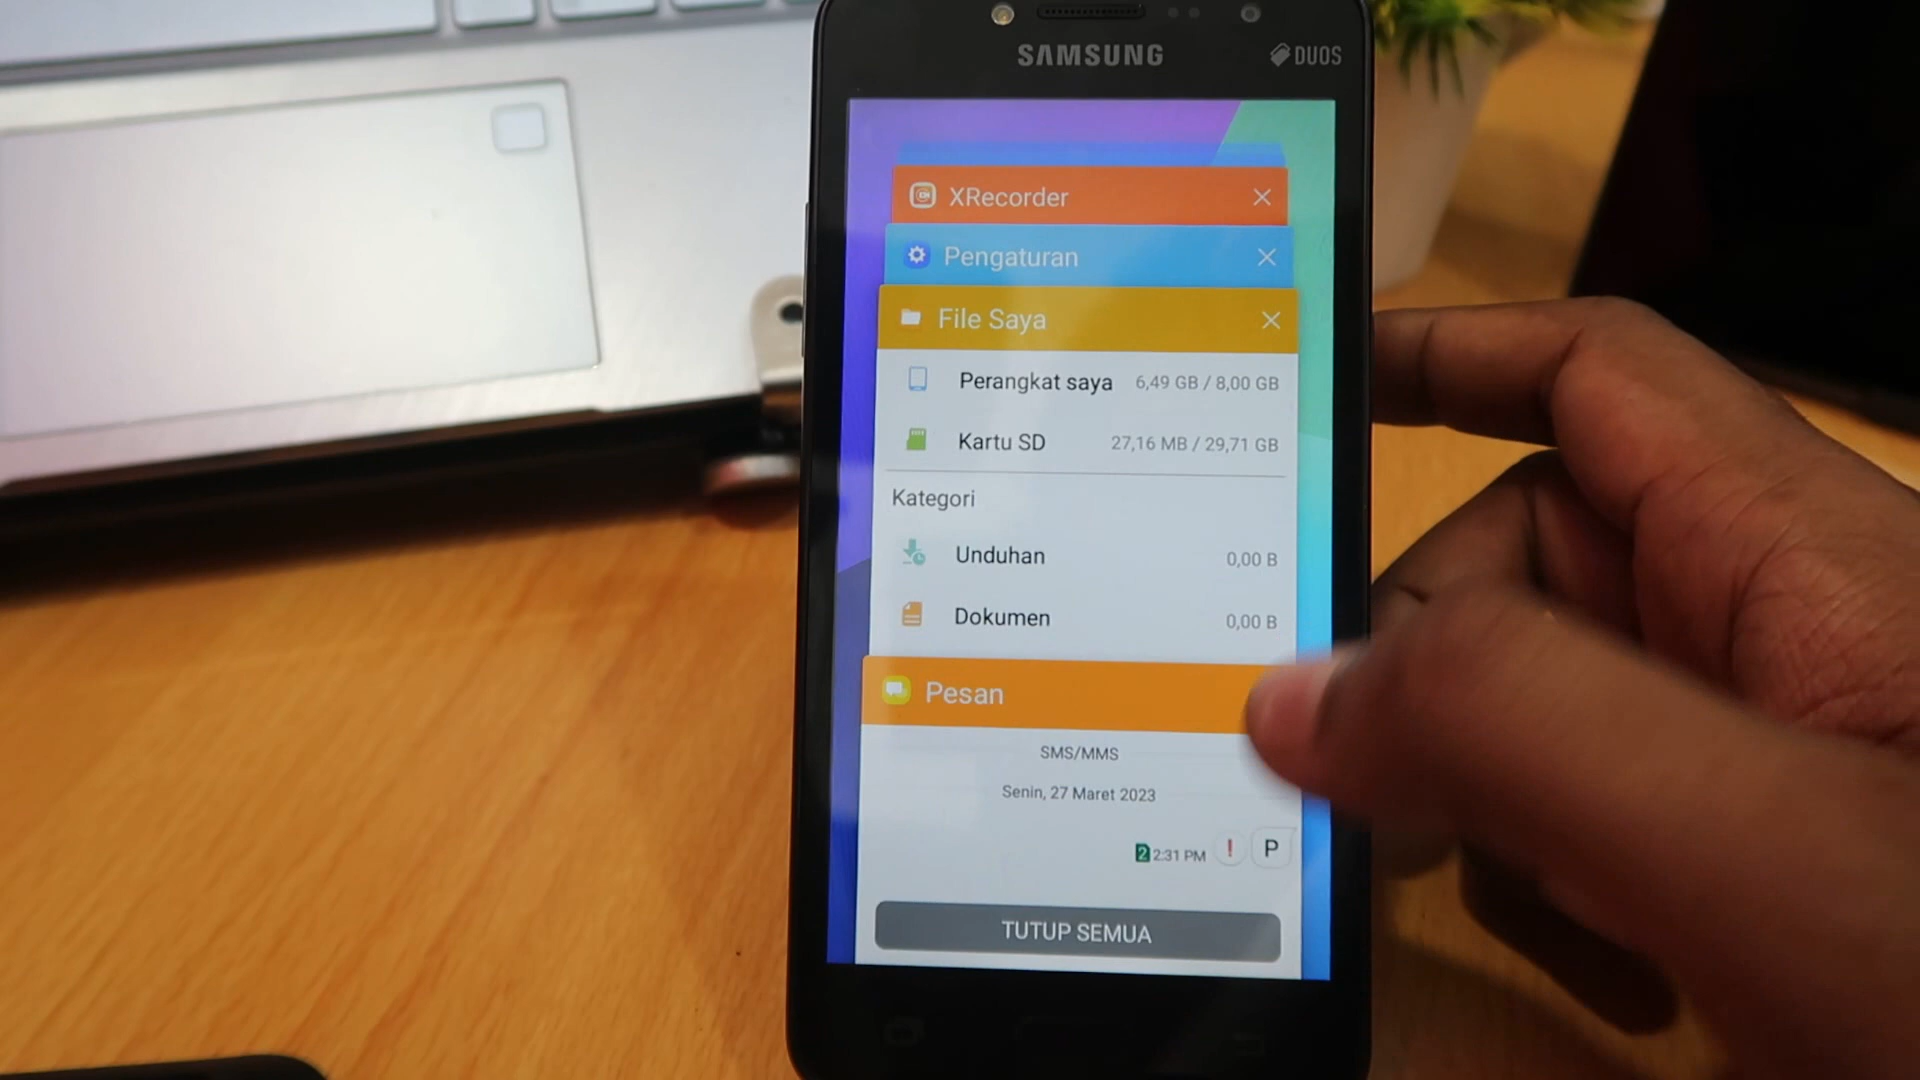 SAMSUNG
DUOS
XRecorder
Pengaturan
File Saya
Perangkat saya 6,49 GB / 8,00 GB
Kartu SD 27,16 MB / 29,71 GB
Kategori
Unduhan 0,00 B
Dokumen 0,00 B
Pesan
SMS/MMS
Senin, 27 Maret 2023
2 2:31 PM ! P
TUTUP SEMUA